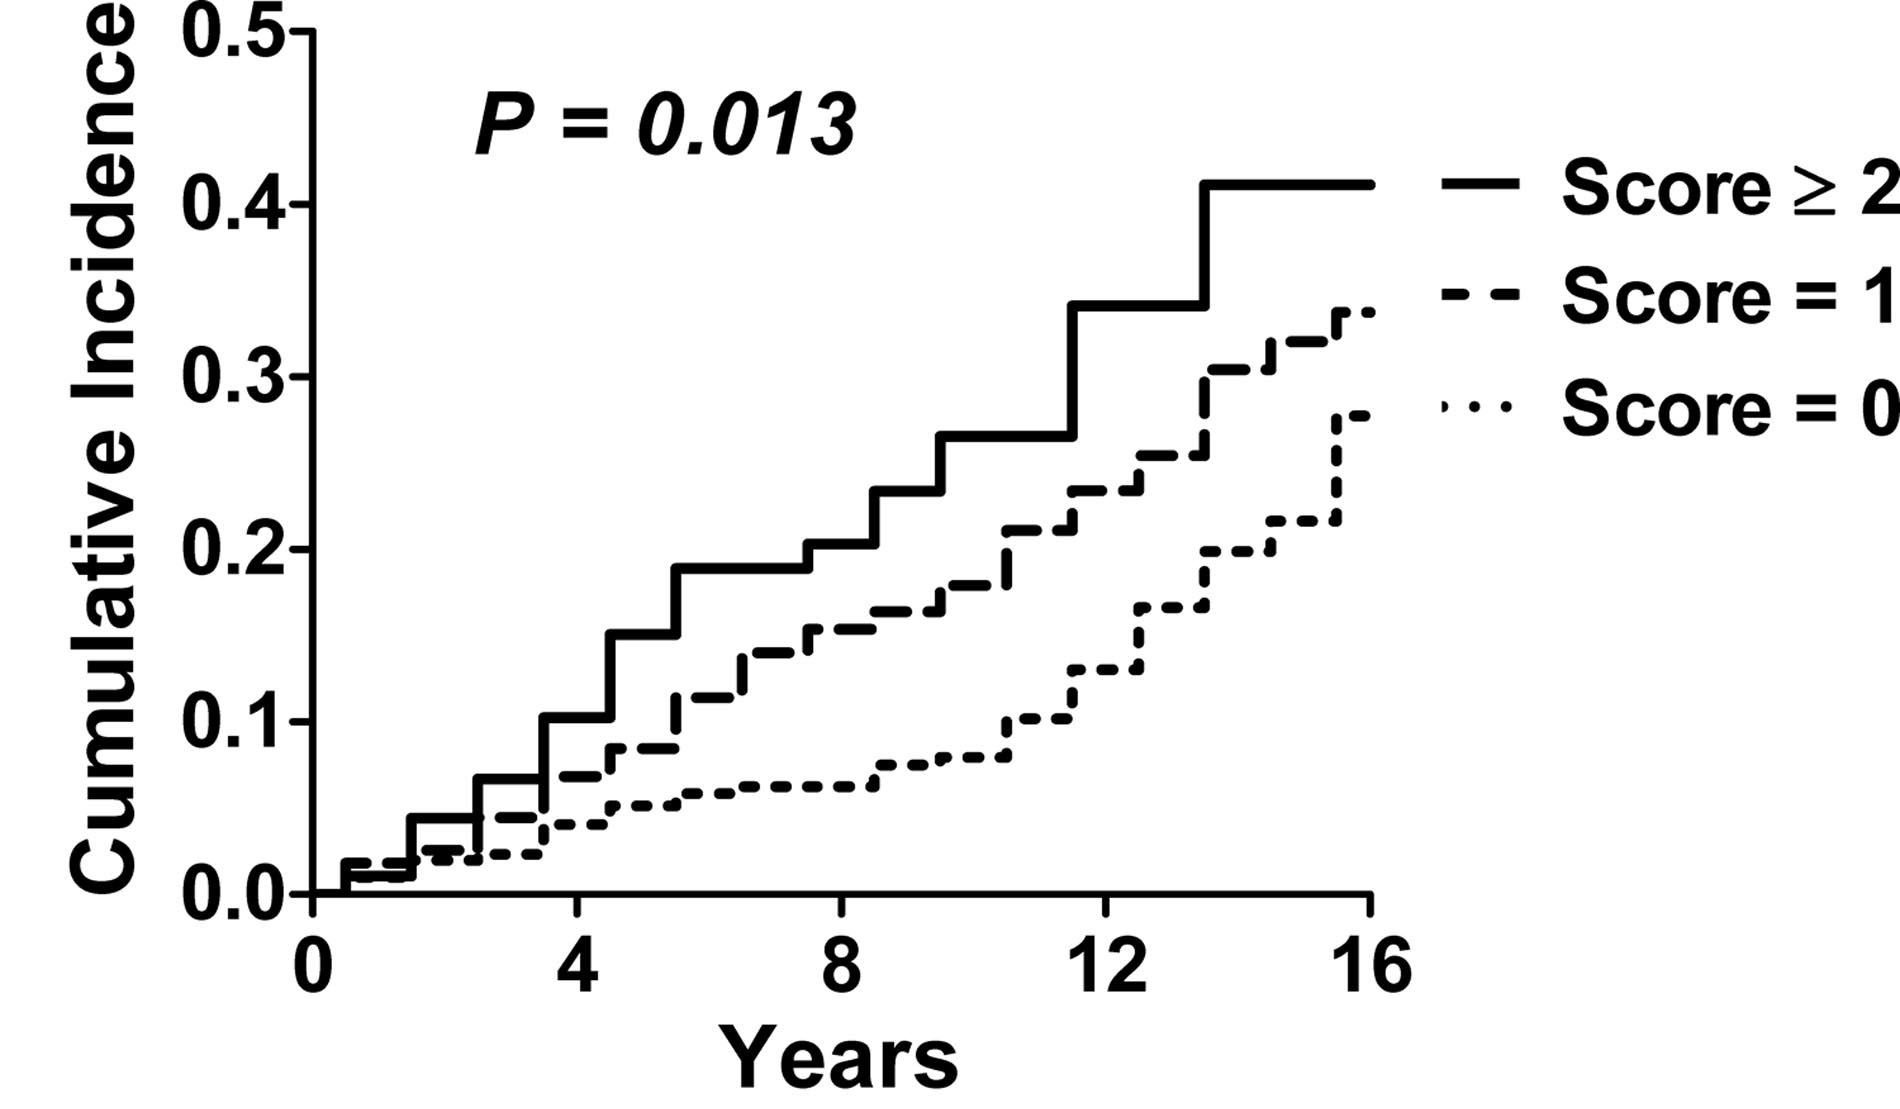 Cumulative Incidence
0.5
0.4
0.3
0.2
0.1
0.0
P = 0.013
Score ≥ 2
Score = 1
Score = 0
0 4 8 12 16
Years